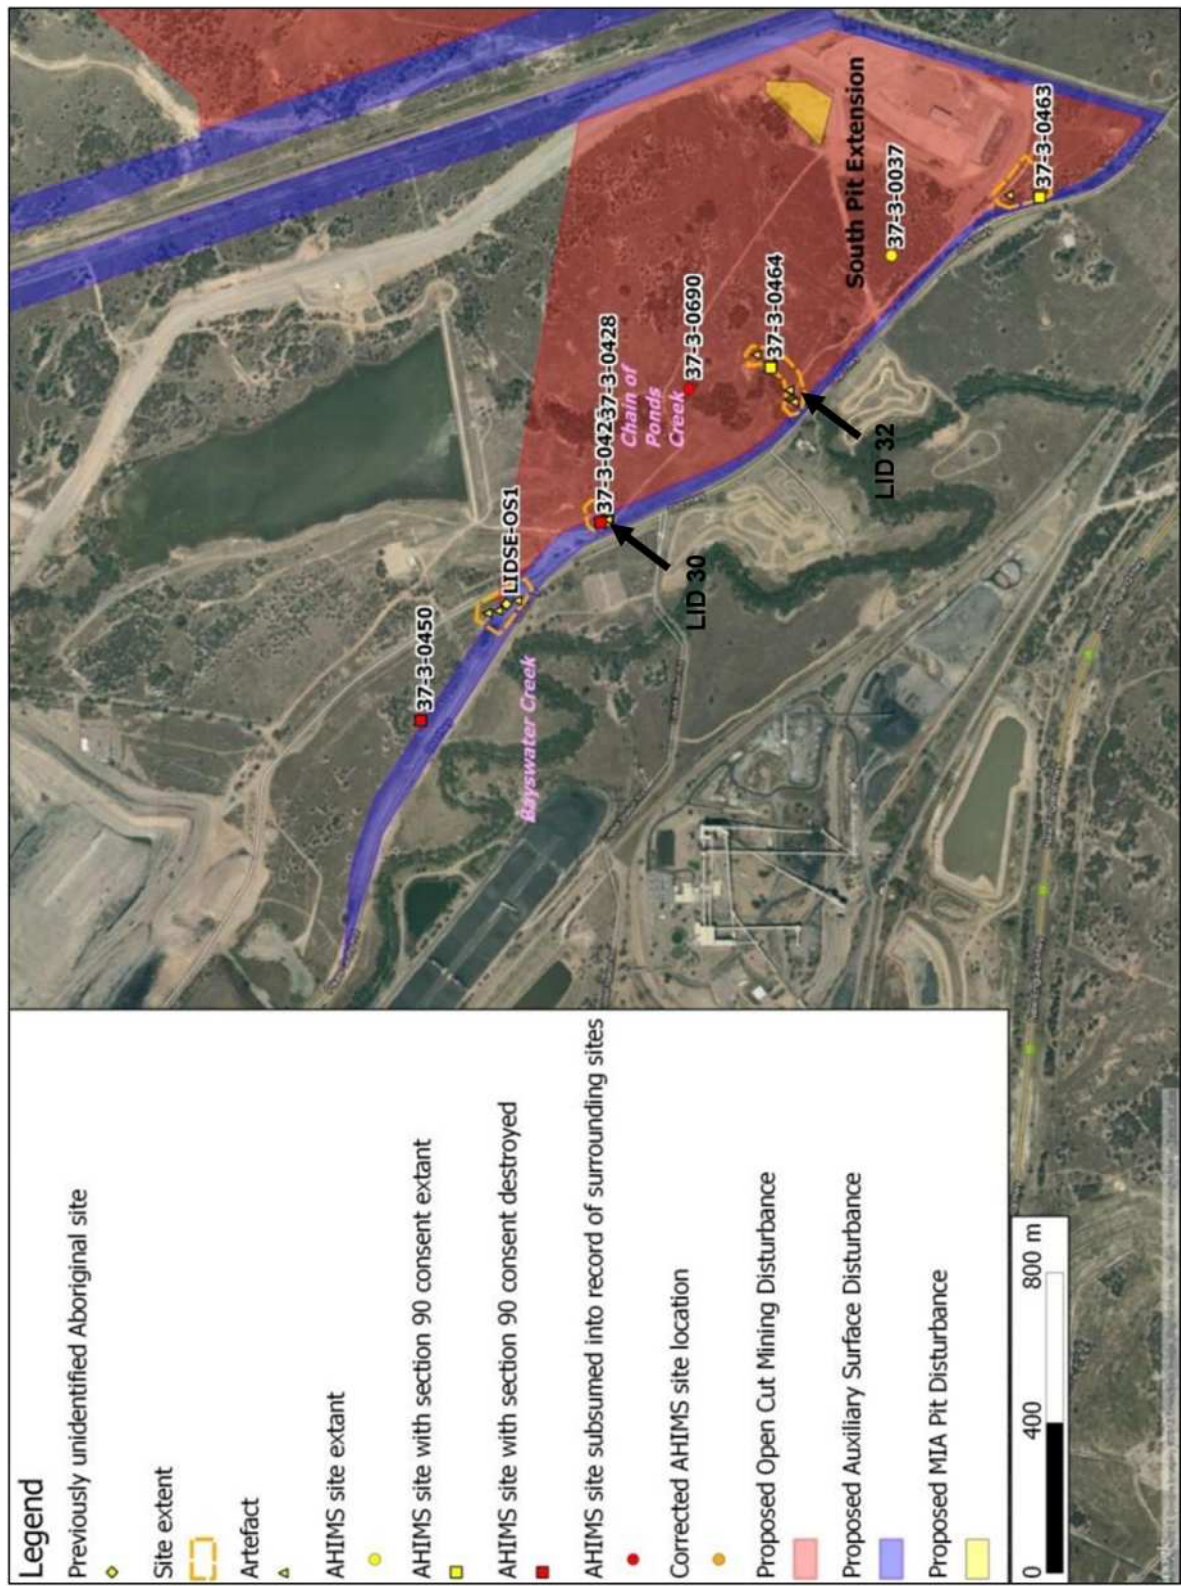 Legend
Previously unidentified Aboriginal site
Site extent
Artefact
AHIMS site extant
AHIMS site with section 90 consent extant
AHIMS site with section 90 consent destroyed
AHIMS site subsumed into record of surrounding sites
Corrected AHIMS site location
Proposed Open Cut Mining Disturbance
Proposed Auxiliary Surface Disturbance
Proposed MIA Pit Disturbance
0 400 800 m
37-3-0450
LIDSE-OS1
Bayswater Creek
37-3-0428
Chain of
Ponds
Creek
37-3-0690
LID 30
37-3-0464
LID 32
South Pit Extension
37-3-0037
37-3-0463